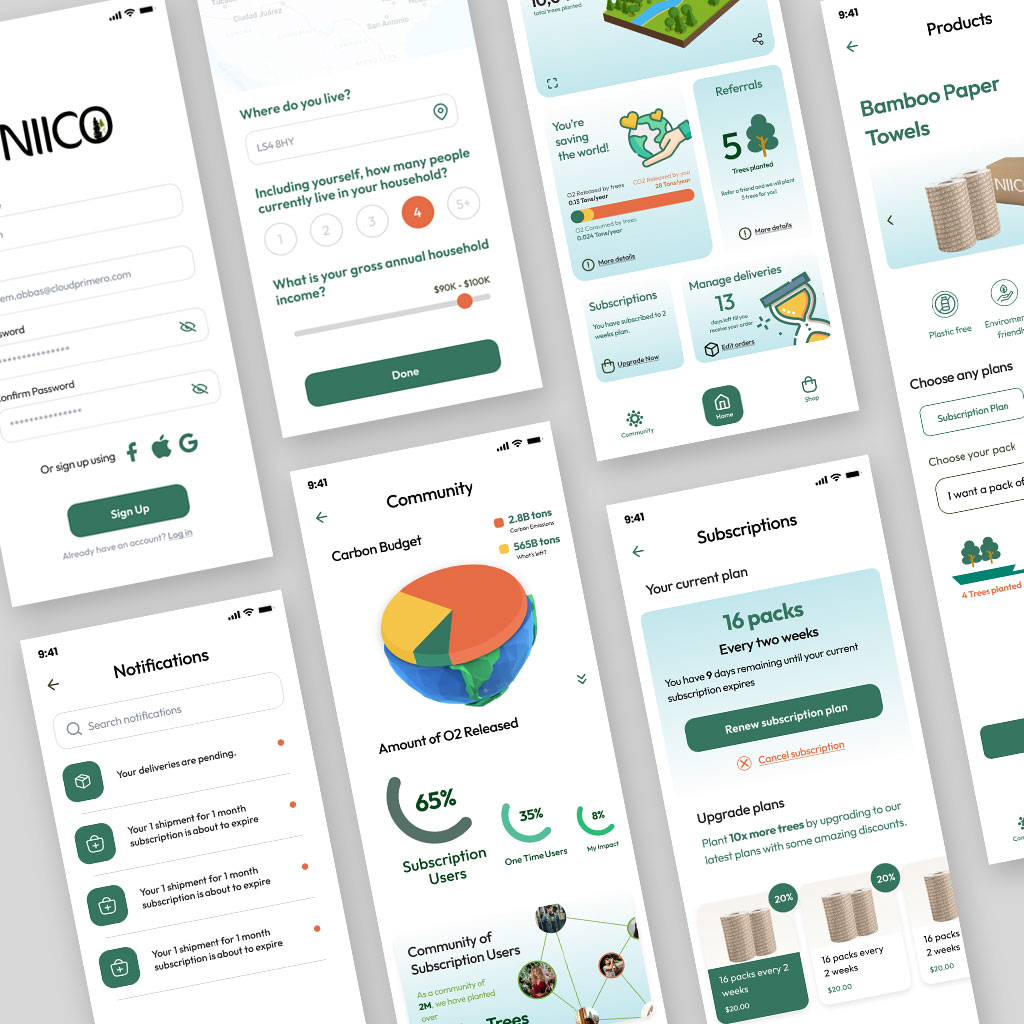 NIICO
em.abbas@cloudprimero.com
Confirm Password
Or sign up using
Sign Up
Already have an account? Log in
Ciudad Juárez
San Antonio
Where do you live?
LS4 8HY
Including yourself, how many people
currently live in your household?
1
2
3
4
5+
What is your gross annual household
income?
$90K - $100K
Done
total trees planted
You're
saving
the world!
O2 Released by trees
0.13 Tons/year
CO2 Released by you
28 Tons/year
O2 Consumed by trees
0.024 Tons/year
More details
Referrals
5
Trees planted
Refer a friend and we will plant
5 trees for you!
More details
Subscriptions
You have subscribed to 2
weeks plan.
Upgrade Now
Manage deliveries
13
days left till you
receive your order
Edit orders
Community
Home
Shop
9:41
Products
Bamboo Paper
Towels
NIIC
Plastic free
Choose any plans
Subscription Plan
Choose your pack
I want a pack of
4 Trees planted
9:41
Notifications
Search notifications
Your deliveries are pending.
Your 1 shipment for 1 month
subscription is about to expire
Your 1 shipment for 1 month
subscription is about to expire
Your 1 shipment for 1 month
subscription is about to expire
9:41
Community
Carbon Budget
2.8B tons
Carbon Emissions
565B tons
What's left?
Amount of O2 Released
65%
Subscription
Users
35%
One Time Users
8%
My Impact
Community of
Subscription Users
As a community of
2M, we have planted
over
Trees
9:41
Subscriptions
Your current plan
16 packs
Every two weeks
You have 9 days remaining until your current
subscription expires
Renew subscription plan
Cancel subscription
Upgrade plans
Plant 10x more trees by upgrading to our
latest plans with some amazing discounts.
20%
16 packs every 2
weeks
$20.00
20%
16 packs every
2 weeks
$20.00
16 packs
2 weeks
$20.00